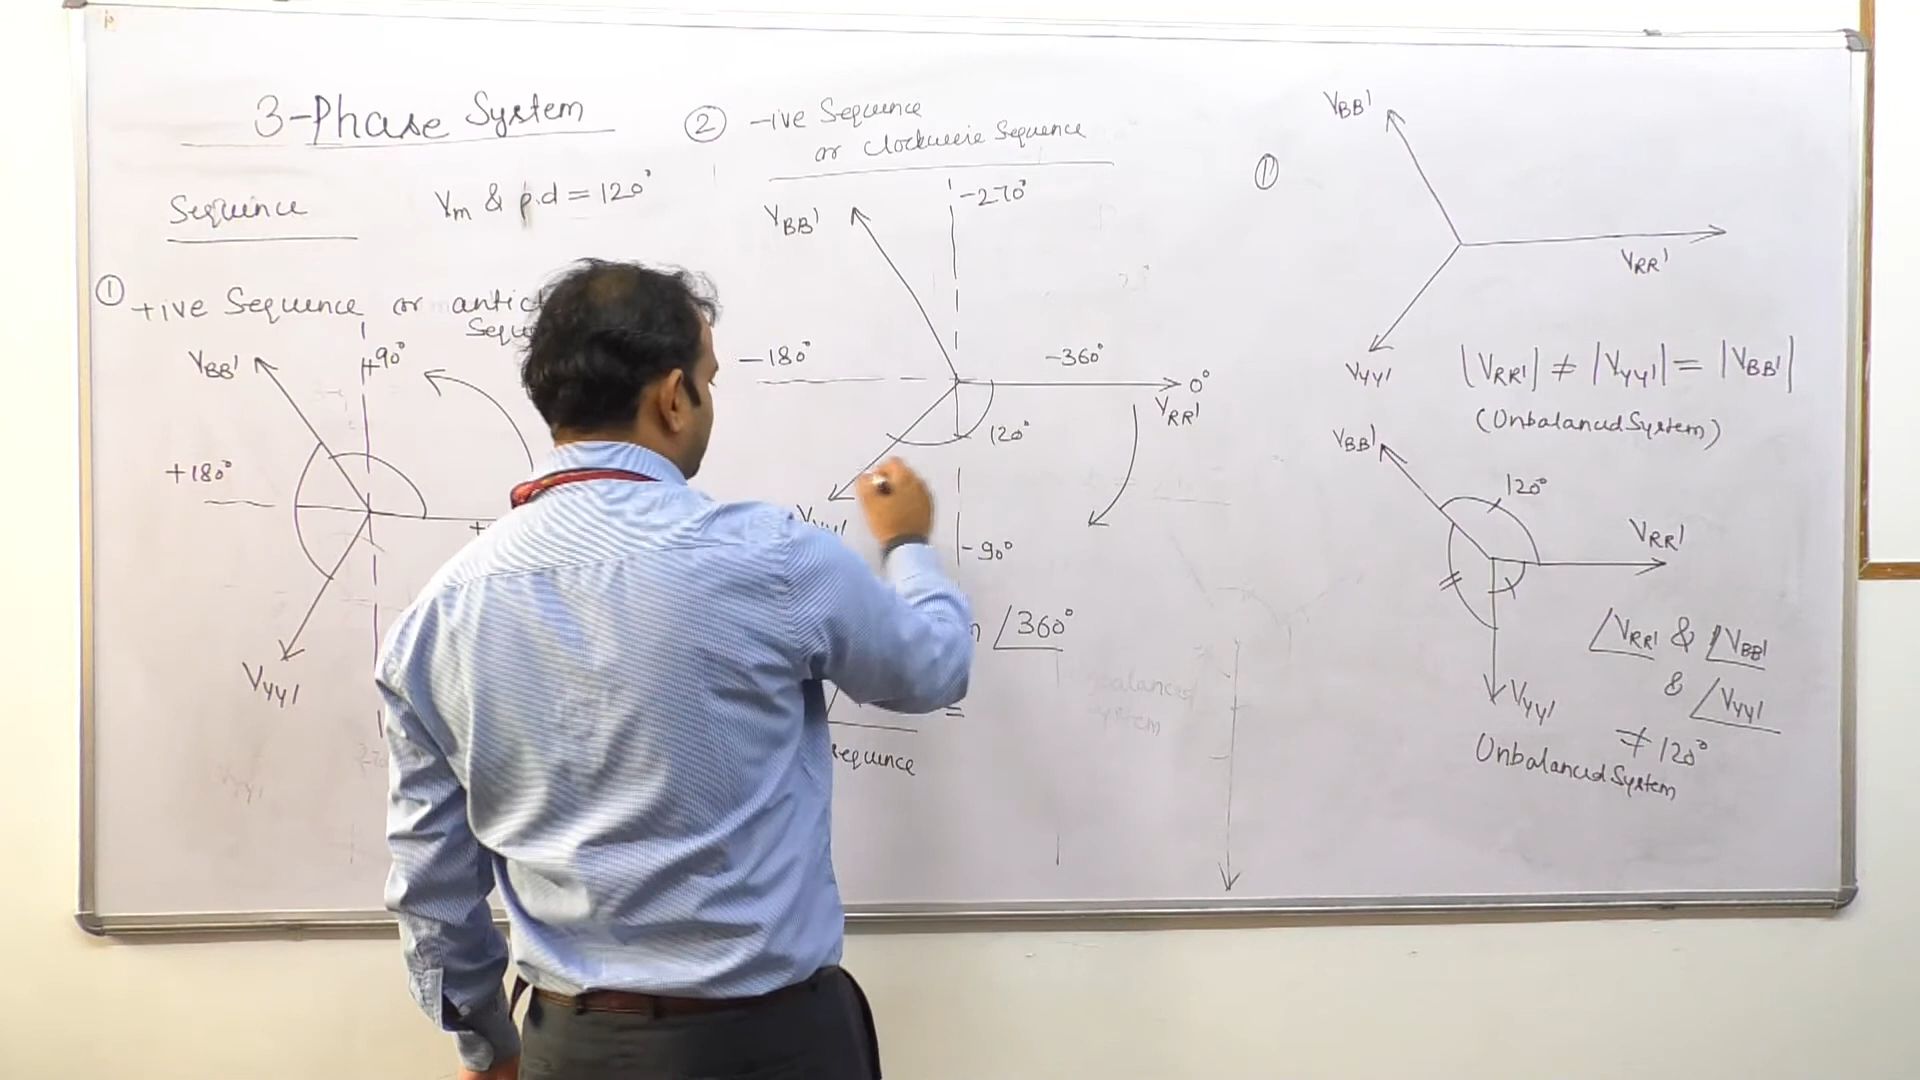 3-Phase System
Sequence
Vm & p.d = 120°
① +ive Sequence or antic
Sequ
VBB'
+90°
+180°
VYY'
② -ive Sequence
or Clockwise Sequence
-270°
VBB'
-180°
-360°
0°
VRR'
120°
VYY'
-90°
∠360°
=
sequence
①
VBB'
VRR'
VYY'
|VRR'| ≠ |VYY'| = |VBB'|
(Unbalanced System)
VBB'
120°
VRR'
VYY'
∠VRR' & ∠VBB'
& ∠VYY'
≠ 120°
Unbalanced System